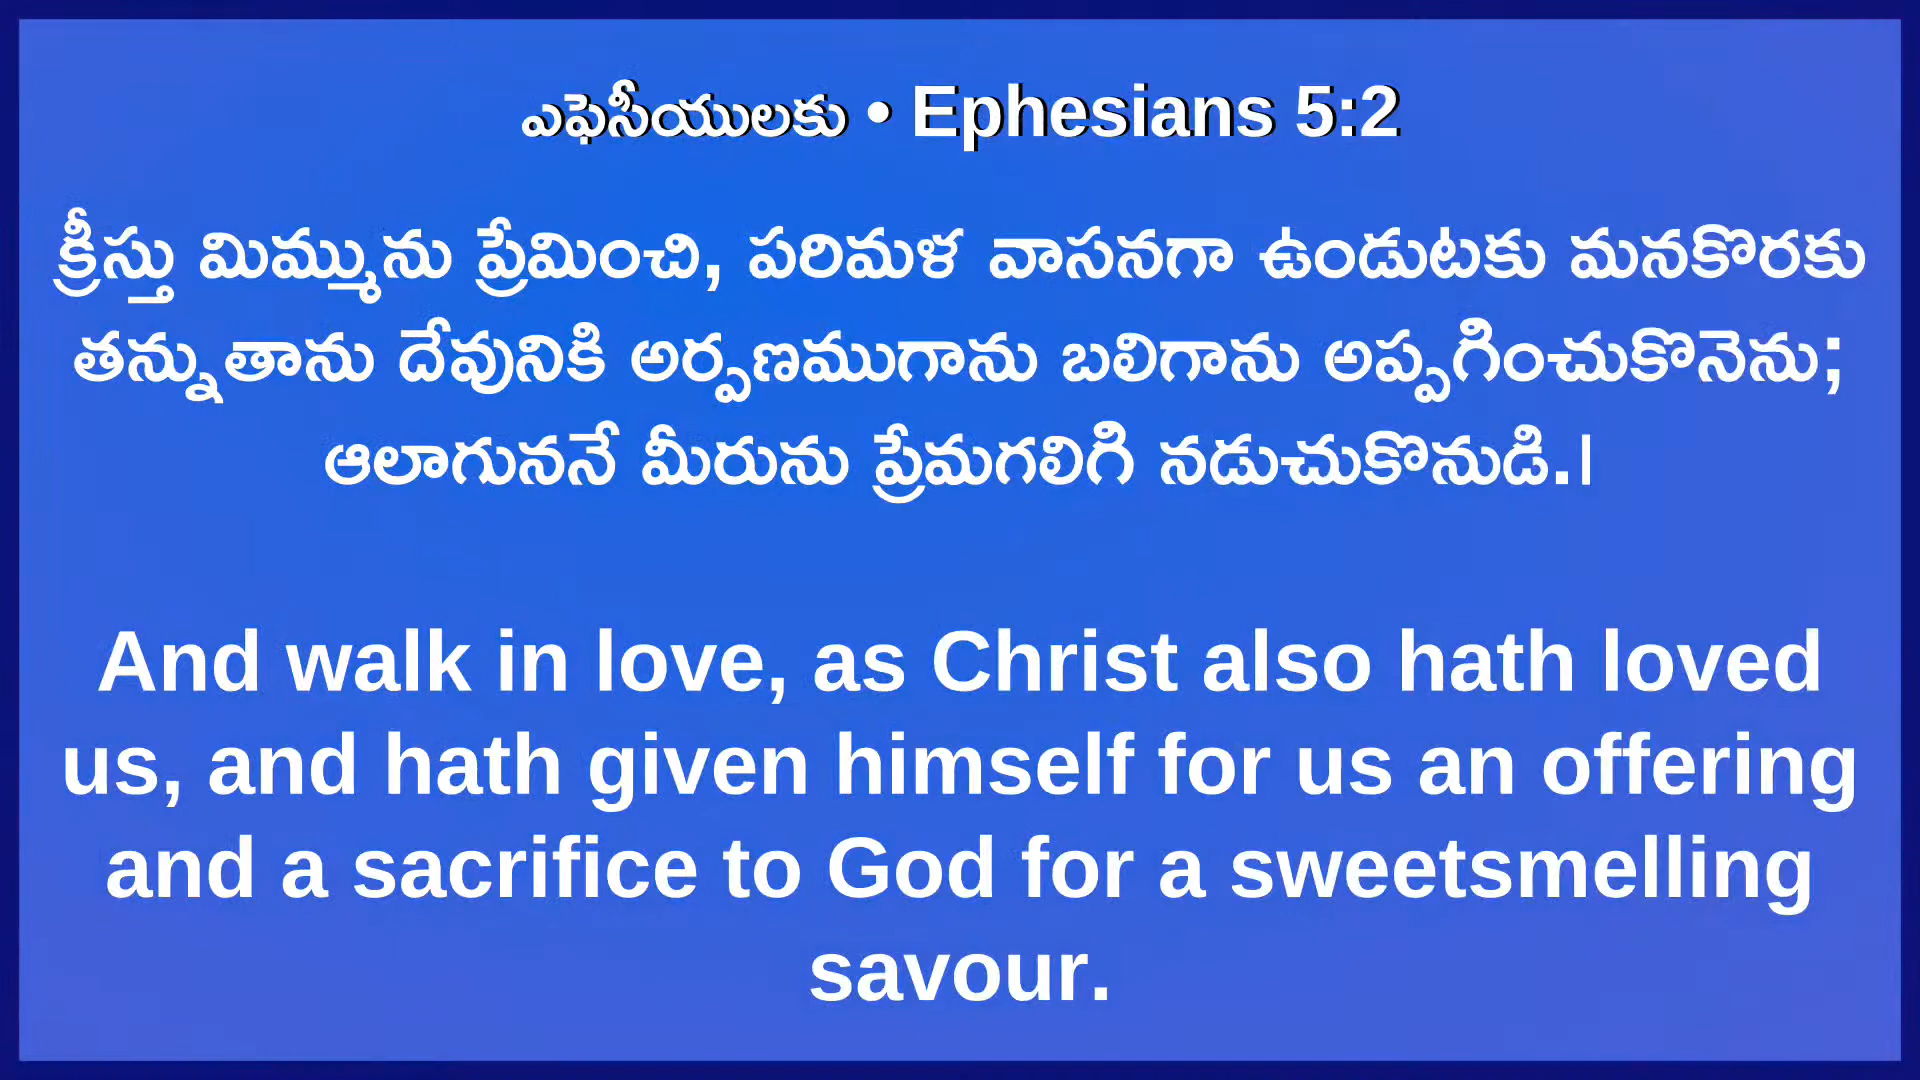 ఎఫెసీయులకు • Ephesians 5:2
క్రీస్తు మిమ్మును ప్రేమించి, పరిమళ వాసనగా ఉండుటకు మనకొరకు
తన్నుతాను దేవునికి అర్పణముగాను బలిగాను అప్పగించుకొనెను;
ఆలాగుననే మీరును ప్రేమగలిగి నడుచుకొనుడి.।
And walk in love, as Christ also hath loved
us, and hath given himself for us an offering
and a sacrifice to God for a sweetsmelling
savour.